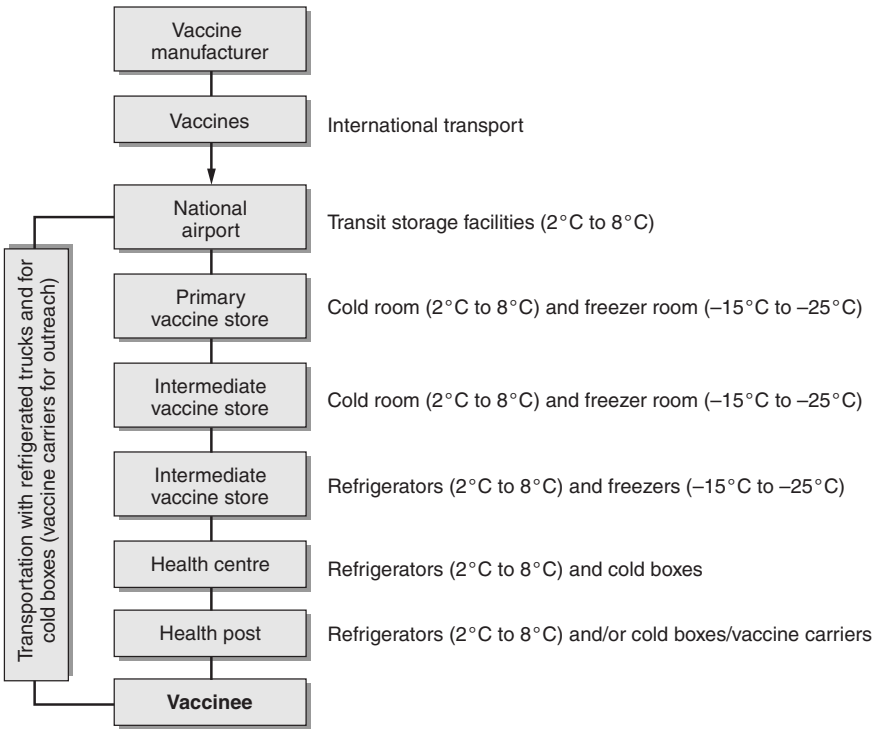 Vaccine
manufacturer
Vaccines
International transport
National
airport
Transit storage facilities (2°C to 8°C)
Primary
vaccine store
Cold room (2°C to 8°C) and freezer room (–15°C to –25°C)
Intermediate
vaccine store
Cold room (2°C to 8°C) and freezer room (–15°C to –25°C)
Intermediate
vaccine store
Refrigerators (2°C to 8°C) and freezers (–15°C to –25°C)
Health centre
Refrigerators (2°C to 8°C) and cold boxes
Health post
Refrigerators (2°C to 8°C) and/or cold boxes/vaccine carriers
Vaccinee
Transportation with refrigerated trucks and for
cold boxes (vaccine carriers for outreach)